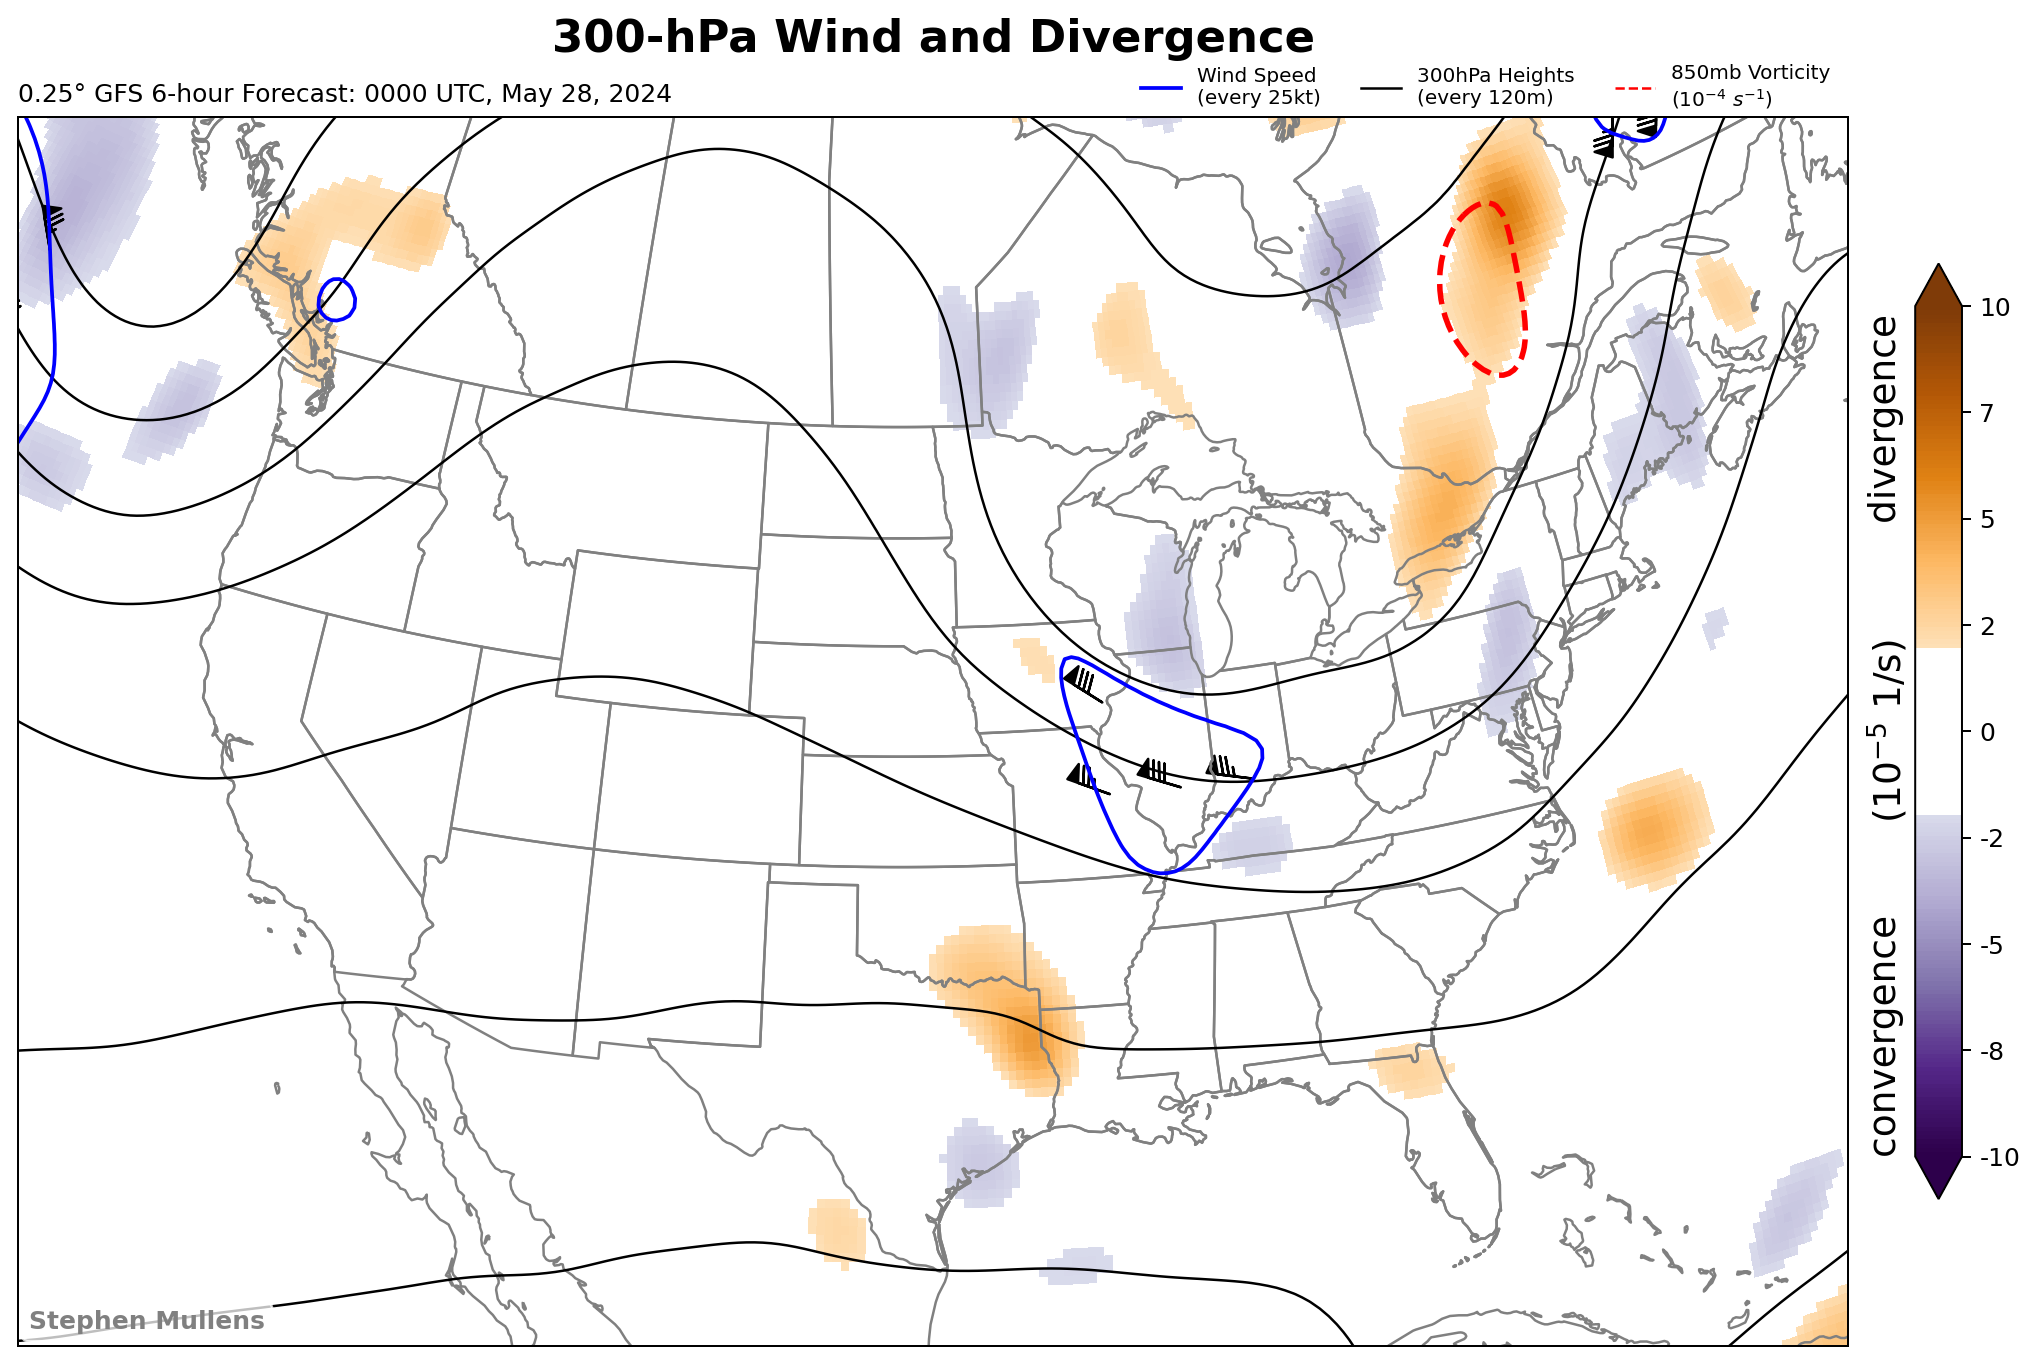 300-hPa Wind and Divergence
0.25° GFS 6-hour Forecast: 0000 UTC, May 28, 2024
Wind Speed
(every 25kt)
300hPa Heights
(every 120m)
850mb Vorticity
(10⁻⁴ s⁻¹)
10
7
5
2
0
-2
-5
-8
-10
convergence (10⁻⁵ 1/s) divergence
Stephen Mullens